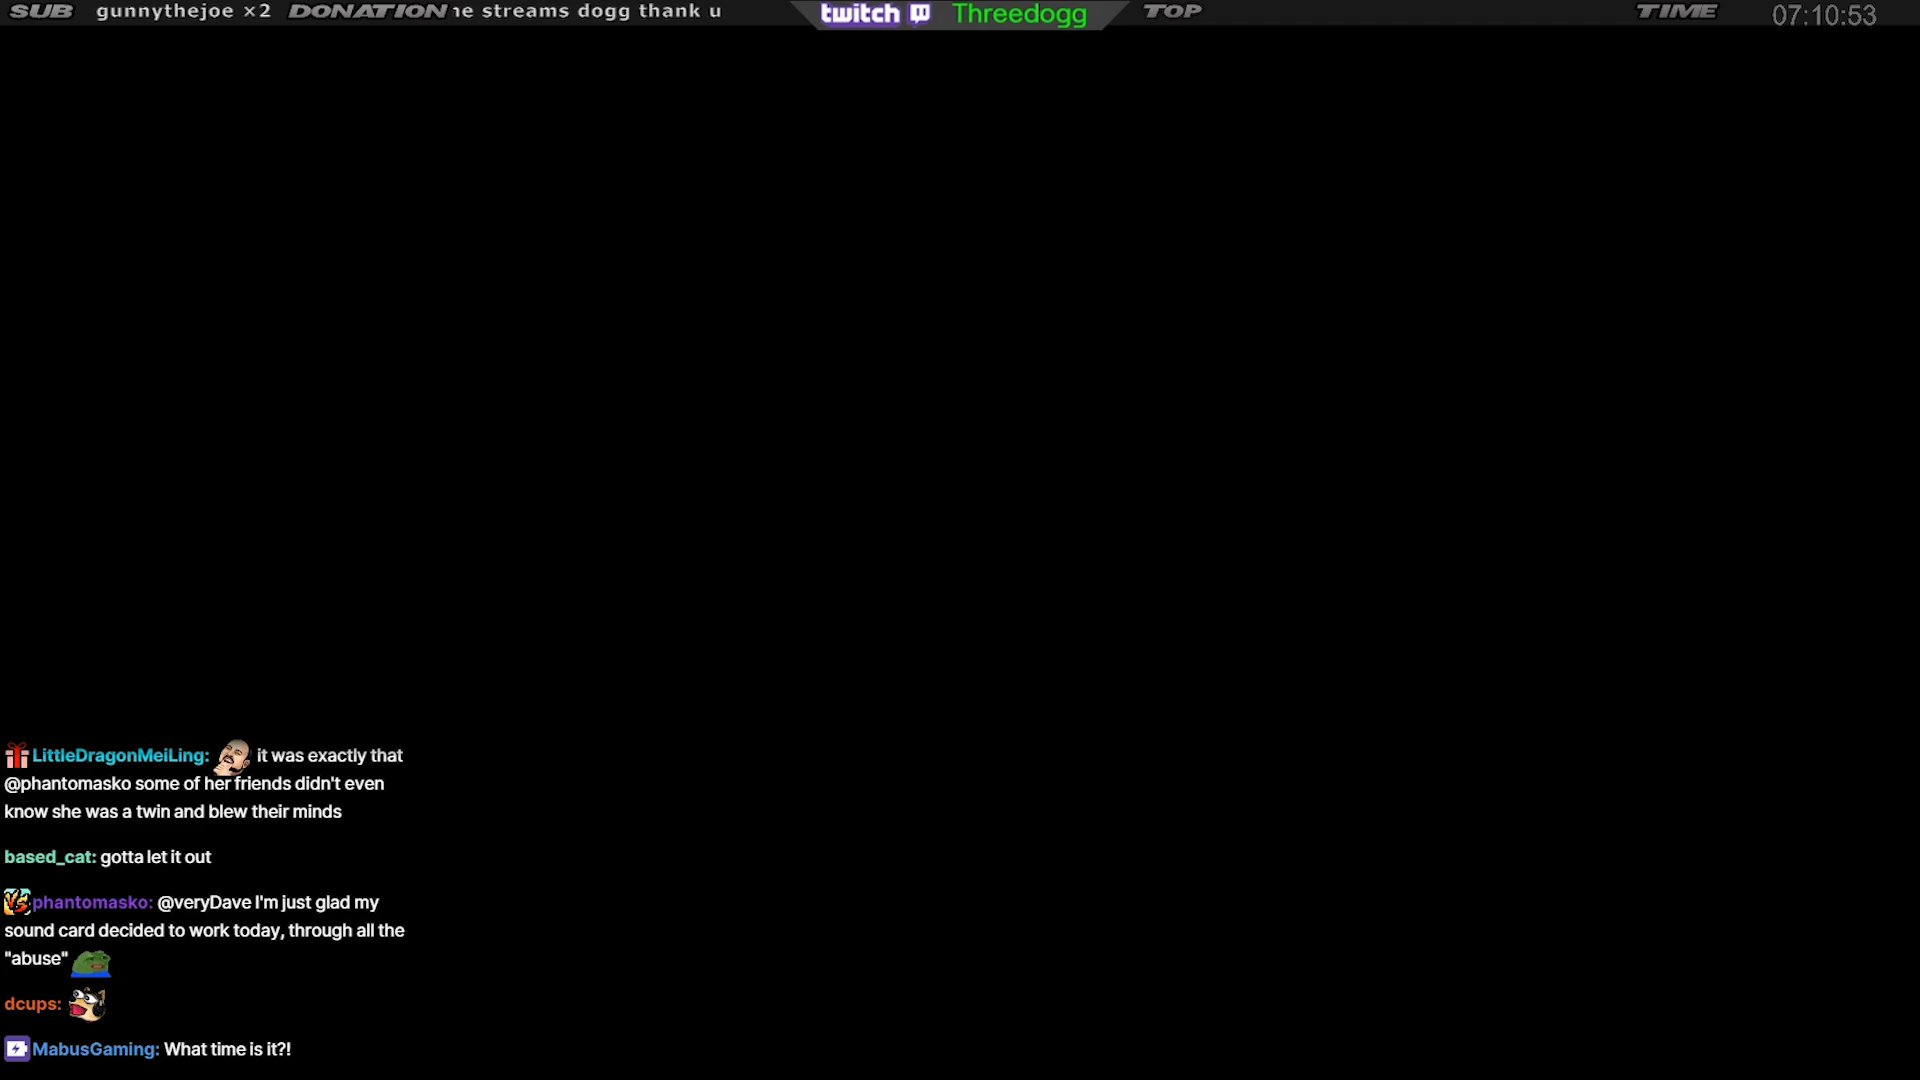 SUB gunnythejoe ×2 DONATION streams dogg thank u twitch Threedogg TOP TIME 07:10:53
LittleDragonMeiLing: it was exactly that
@phantomasko some of her friends didn't even
know she was a twin and blew their minds
based_cat: gotta let it out
phantomasko: @veryDave I'm just glad my
sound card decided to work today, through all the
"abuse"
dcups:
MabusGaming: What time is it?!